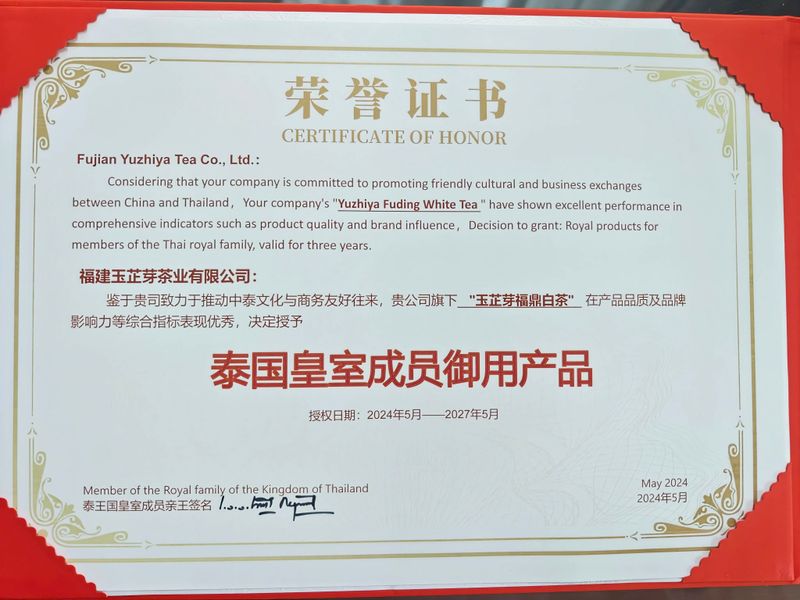 荣誉证书
CERTIFICATE OF HONOR
Fujian Yuzhiya Tea Co., Ltd.:
Considering that your company is committed to promoting friendly cultural and business exchanges
between China and Thailand，Your company's "Yuzhiya Fuding White Tea " have shown excellent performance in
comprehensive indicators such as product quality and brand influence，Decision to grant: Royal products for
members of the Thai royal family, valid for three years.
福建玉芷芽茶业有限公司：
鉴于贵司致力于推动中泰文化与商务友好往来，贵公司旗下 "玉芷芽福鼎白茶" 在产品品质及品牌
影响力等综合指标表现优秀，决定授予
泰国皇室成员御用产品
授权日期：2024年5月——2027年5月
Member of the Royal family of the Kingdom of Thailand
泰王国皇室成员亲王签名
May 2024
2024年5月